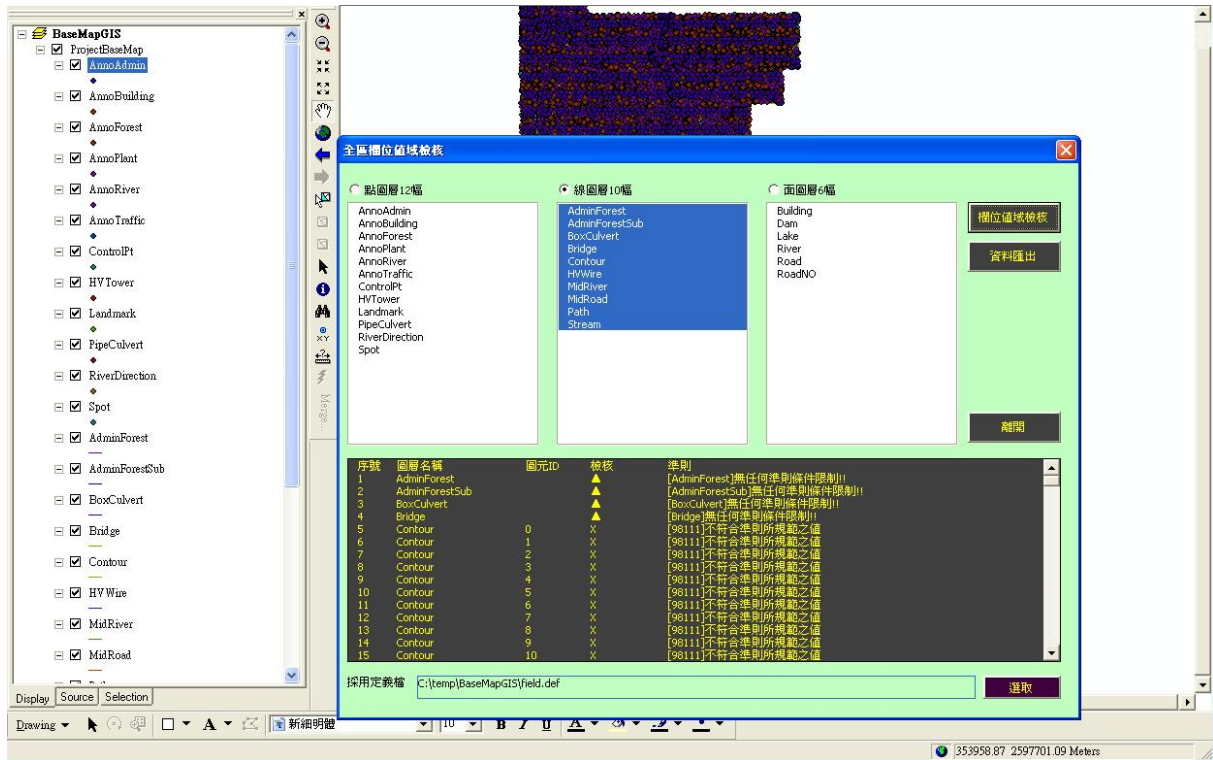 BaseMapGIS
ProjectBaseMap
AnnoAdmin
AnnoBuilding
AnnoForest
AnnoPlant
AnnoRiver
AnnoTraffic
ControlPt
HVTower
Landmark
PipeCulvert
RiverDirection
Spot
AdminForest
AdminForestSub
BoxCulvert
Bridge
Contour
HVWire
MidRiver
MidRoad
Display Source Selection
Merge...
全區欄位值域檢核
點圖層12幅
AnnoAdmin
AnnoBuilding
AnnoForest
AnnoPlant
AnnoRiver
AnnoTraffic
ControlPt
HVTower
Landmark
PipeCulvert
RiverDirection
Spot
線圖層10幅
AdminForest
AdminForestSub
BoxCulvert
Bridge
Contour
HVWire
MidRiver
MidRoad
Path
Stream
面圖層6幅
Building
Dam
Lake
River
Road
RoadNO
欄位值域檢核
資料匯出
離開
序號 圖層名稱 圖元ID 檢核 準則
1 AdminForest ▲ [AdminForest]無任何準則條件限制!!
2 AdminForestSub ▲ [AdminForestSub]無任何準則條件限制!!
3 BoxCulvert ▲ [BoxCulvert]無任何準則條件限制!!
4 Bridge ▲ [Bridge]無任何準則條件限制!!
5 Contour 0 X [98111]不符合準則所規範之值
6 Contour 1 X [98111]不符合準則所規範之值
7 Contour 2 X [98111]不符合準則所規範之值
8 Contour 3 X [98111]不符合準則所規範之值
9 Contour 4 X [98111]不符合準則所規範之值
10 Contour 5 X [98111]不符合準則所規範之值
11 Contour 6 X [98111]不符合準則所規範之值
12 Contour 7 X [98111]不符合準則所規範之值
13 Contour 8 X [98111]不符合準則所規範之值
14 Contour 9 X [98111]不符合準則所規範之值
15 Contour 10 X [98111]不符合準則所規範之值
採用定義檔 C:\temp\BaseMapGIS\field.def 選取
Drawing A 新細明體 10 B I U A
353958.87 2597701.09 Meters